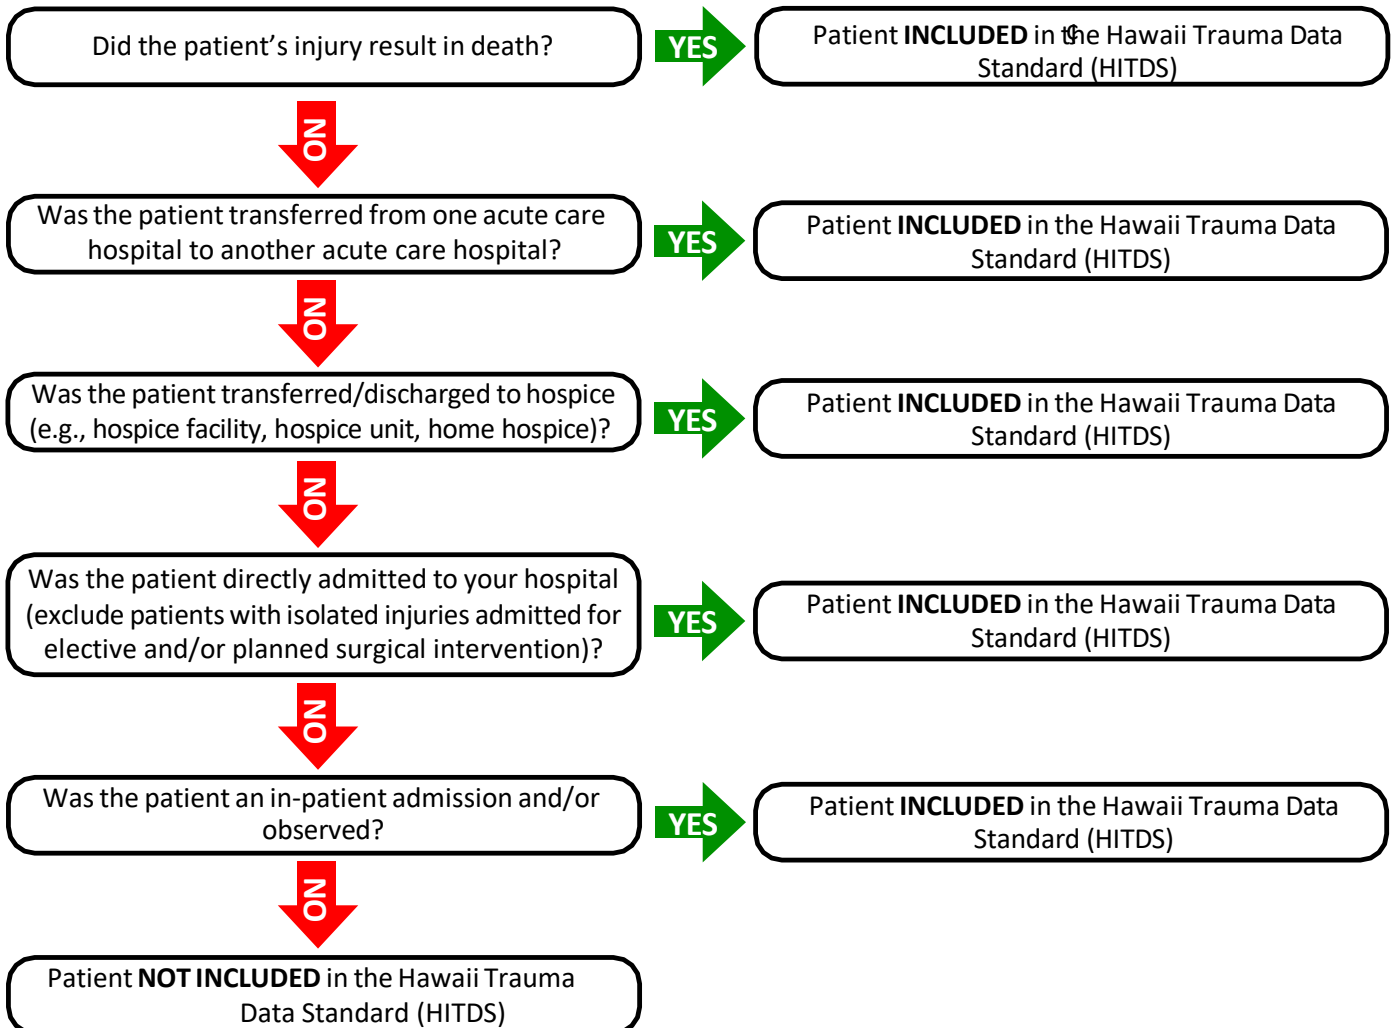 Did the patient's injury result in death?
YES
Patient INCLUDED in the Hawaii Trauma Data
Standard (HITDS)
NO
Was the patient transferred from one acute care
hospital to another acute care hospital?
YES
Patient INCLUDED in the Hawaii Trauma Data
Standard (HITDS)
NO
Was the patient transferred/discharged to hospice
(e.g., hospice facility, hospice unit, home hospice)?
YES
Patient INCLUDED in the Hawaii Trauma Data
Standard (HITDS)
NO
Was the patient directly admitted to your hospital
(exclude patients with isolated injuries admitted for
elective and/or planned surgical intervention)?
YES
Patient INCLUDED in the Hawaii Trauma Data
Standard (HITDS)
NO
Was the patient an in-patient admission and/or
observed?
YES
Patient INCLUDED in the Hawaii Trauma Data
Standard (HITDS)
NO
Patient NOT INCLUDED in the Hawaii Trauma
Data Standard (HITDS)